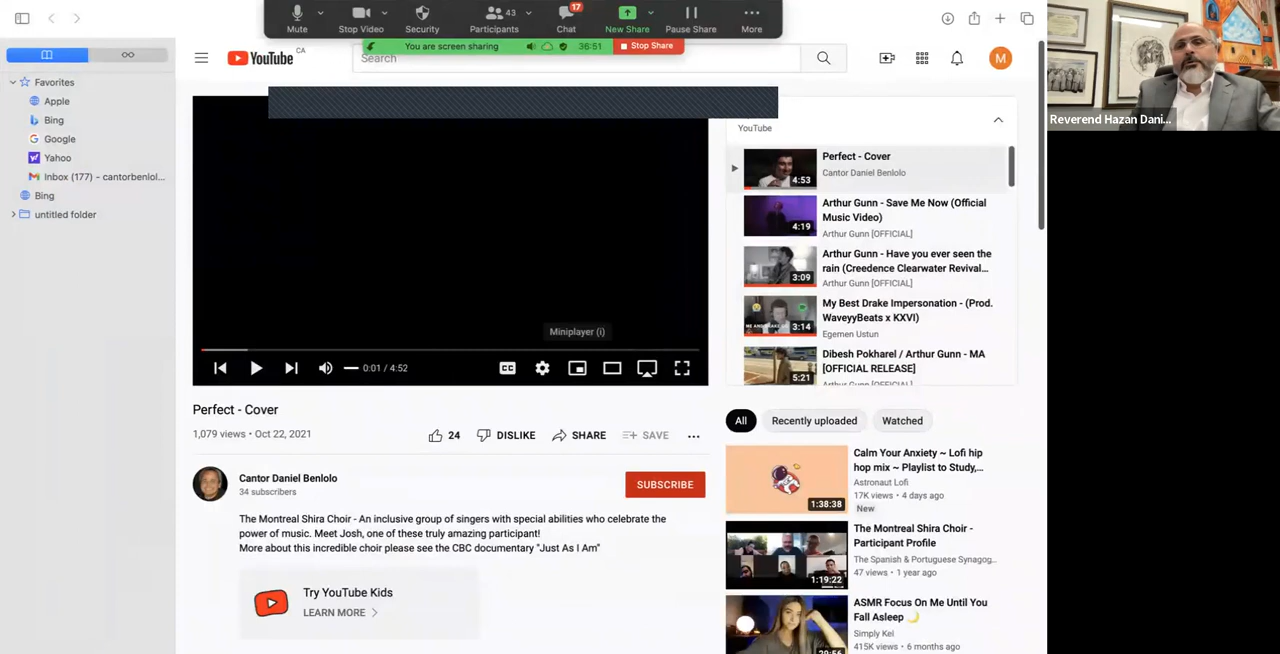 Mute
Stop Video
Security
43
Participants
17
Chat
New Share
Pause Share
More
You are screen sharing
36:51
Stop Share
YouTube
CA
Search
M
Reverend Hazan Dani...
Favorites
Apple
Bing
Google
Yahoo
Inbox (177) – cantorbenlol...
Bing
untitled folder
Miniplayer (i)
0:01 / 4:52
YouTube
4:53
Perfect - Cover
Cantor Daniel Benlolo
4:19
Arthur Gunn - Save Me Now (Official
Music Video)
Arthur Gunn [OFFICIAL]
3:09
Arthur Gunn - Have you ever seen the
rain (Creedence Clearwater Revival...
Arthur Gunn [OFFICIAL]
3:14
My Best Drake Impersonation - (Prod.
WaveyyBeats x KXVI)
Egemen Ustun
5:21
Dibesh Pokharel / Arthur Gunn - MA
[OFFICIAL RELEASE]
Arthur Gunn [OFFICIAL]
Perfect - Cover
1,079 views • Oct 22, 2021
24
DISLIKE
SHARE
SAVE
Cantor Daniel Benlolo
34 subscribers
SUBSCRIBE
The Montreal Shira Choir - An inclusive group of singers with special abilities who celebrate the
power of music. Meet Josh, one of these truly amazing participant!
More about this incredible choir please see the CBC documentary "Just As I Am"
Try YouTube Kids
LEARN MORE
All
Recently uploaded
Watched
1:38:38
Calm Your Anxiety ~ Lofi hip
hop mix ~ Playlist to Study,...
Astronaut Lofi
17K views • 4 days ago
New
1:19:22
The Montreal Shira Choir -
Participant Profile
The Spanish & Portuguese Synagog...
47 views • 1 year ago
29:56
ASMR Focus On Me Until You
Fall Asleep 🌙
Simply Kel
415K views • 6 months ago